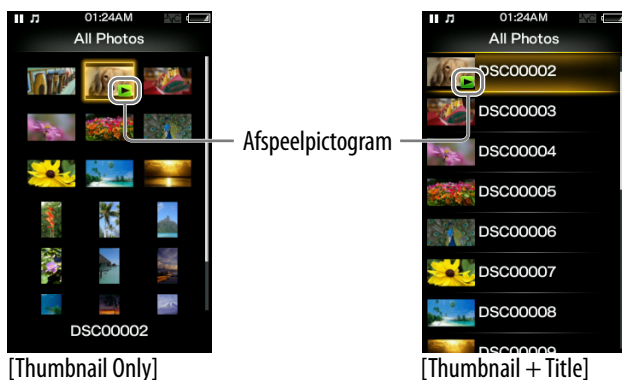 01:24AM
All Photos
DSC00002
[Thumbnail Only]
Afspeelpictogram
01:24AM
All Photos
DSC00002
DSC00003
DSC00004
DSC00005
DSC00006
DSC00007
DSC00008
DSC00009
[Thumbnail + Title]